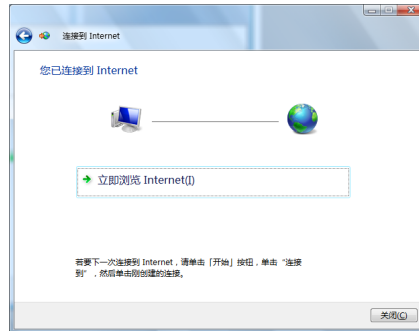 连接到 Internet
您已连接到 Internet
立即浏览 Internet(I)
若要下一次连接到 Internet，请单击「开始」按钮，单击 “连接
到”，然后单击刚创建的连接。
关闭(C)